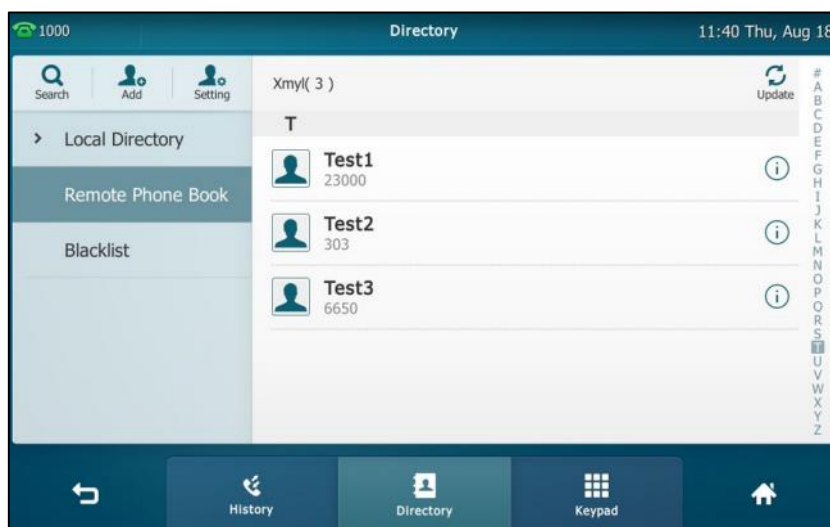 1000 Directory 11:40 Thu, Aug 18
Search Add Setting
Local Directory
Remote Phone Book
Blacklist
Xmyl( 3 ) Update
T
Test1
23000
Test2
303
Test3
6650
#
A
B
C
D
E
F
G
H
I
J
K
L
M
N
O
P
Q
R
S
T
U
V
W
X
Y
Z
History Directory Keypad